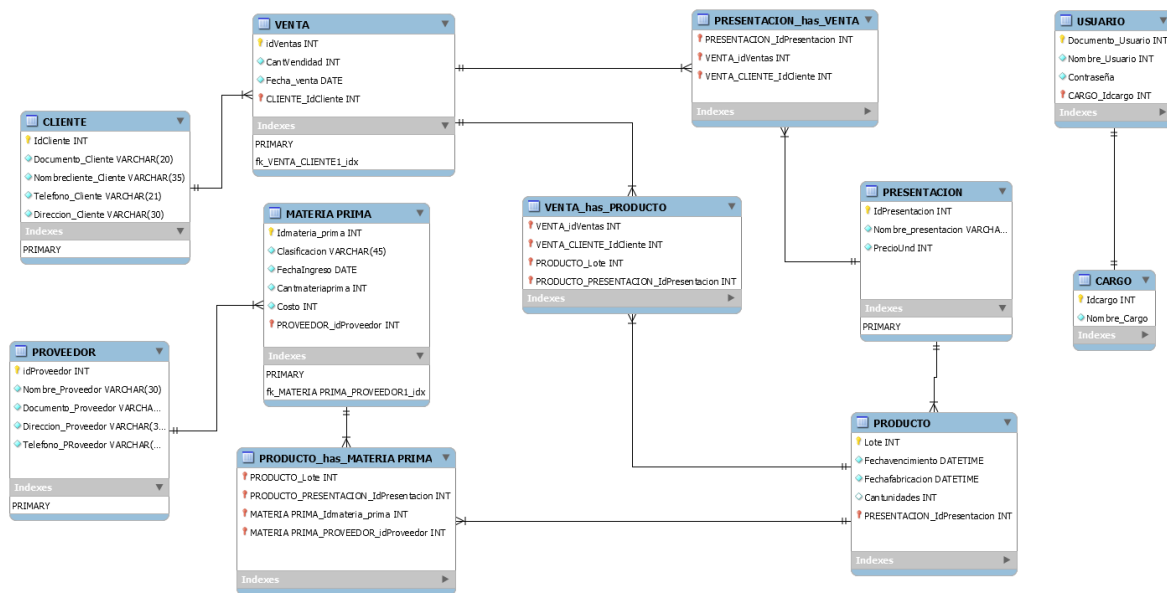 VENTA
idVentas INT
CantVendidad INT
Fecha_venta DATE
CLIENTE_IdCliente INT
Indexes
PRIMARY
fk_VENTA_CLIENTE1_idx
PRESENTACION_has_VENTA
PRESENTACION_IdPresentacion INT
VENTA_idVentas INT
VENTA_CLIENTE_IdCliente INT
Indexes
USUARIO
Documento_Usuario INT
Nombre_Usuario INT
Contraseña
CARGO_Idcargo INT
Indexes
CLIENTE
IdCliente INT
Documento_Cliente VARCHAR(20)
Nombrecliente_Cliente VARCHAR(35)
Telefono_Cliente VARCHAR(21)
Direccion_Cliente VARCHAR(30)
Indexes
PRIMARY
MATERIA PRIMA
Idmateria_prima INT
Clasificacion VARCHAR(45)
FechaIngreso DATE
Cantmateriaprima INT
Costo INT
PROVEEDOR_idProveedor INT
Indexes
PRIMARY
fk_MATERIA PRIMA_PROVEEDOR1_idx
VENTA_has_PRODUCTO
VENTA_idVentas INT
VENTA_CLIENTE_IdCliente INT
PRODUCTO_Lote INT
PRODUCTO_PRESENTACION_IdPresentacion INT
Indexes
PRESENTACION
IdPresentacion INT
Nombre_presentacion VARCHA...
PrecioUnd INT
Indexes
PRIMARY
CARGO
Idcargo INT
Nombre_Cargo
Indexes
PROVEEDOR
idProveedor INT
Nombre_Proveedor VARCHAR(30)
Documento_Proveedor VARCHA...
Direccion_Proveedor VARCHAR(3...
Telefono_PRoveedor VARCHAR(...
Indexes
PRIMARY
PRODUCTO_has_MATERIA PRIMA
PRODUCTO_Lote INT
PRODUCTO_PRESENTACION_IdPresentacion INT
MATERIA PRIMA_Idmateria_prima INT
MATERIA PRIMA_PROVEEDOR_idProveedor INT
Indexes
PRODUCTO
Lote INT
Fechavencimiento DATETIME
Fechafabricacion DATETIME
Cantunidades INT
PRESENTACION_IdPresentacion INT
Indexes